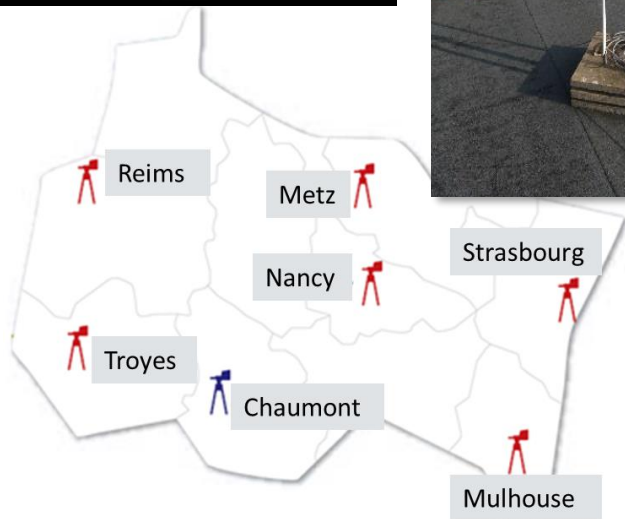 Reims
Metz
Strasbourg
Nancy
Troyes
Chaumont
Mulhouse